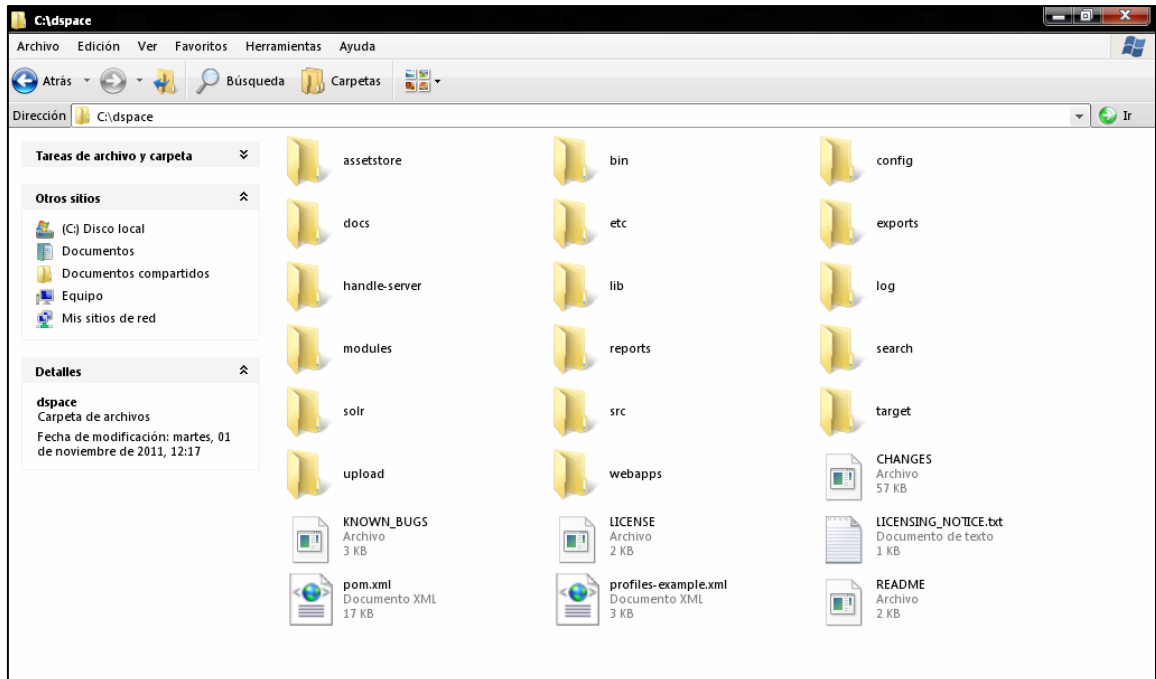 C:\dspace
Archivo Edición Ver Favoritos Herramientas Ayuda
Atrás Búsqueda Carpetas
Dirección C:\dspace Ir
Tareas de archivo y carpeta
Otros sitios
(C:) Disco local
Documentos
Documentos compartidos
Equipo
Mis sitios de red
Detalles
dspace
Carpeta de archivos
Fecha de modificación: martes, 01
de noviembre de 2011, 12:17
assetstore bin config
docs etc exports
handle-server lib log
modules reports search
solr src target
upload webapps CHANGES
Archivo
57 KB
KNOWN_BUGS LICENSE LICENSING_NOTICE.txt
Archivo Archivo Documento de texto
3 KB 2 KB 1 KB
pom.xml profiles-example.xml README
Documento XML Documento XML Archivo
17 KB 3 KB 2 KB